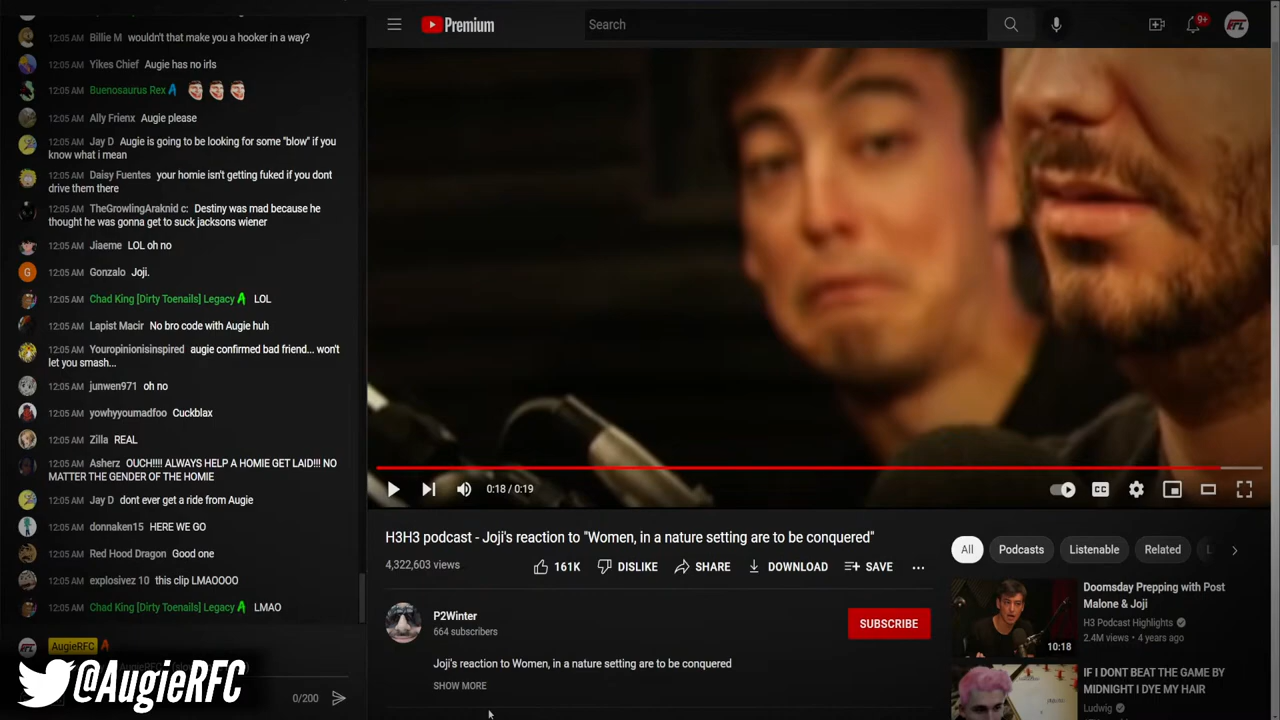 12:05 AM Billie M wouldn't that make you a hooker in a way?
12:05 AM Yikes Chief Augie has no irls
12:05 AM Buenosaurus Rex
12:05 AM Ally Frienx Augie please
12:05 AM Jay D Augie is going to be looking for some "blow" if you
know what i mean
12:05 AM Daisy Fuentes your homie isn't getting fuked if you dont
drive them there
12:05 AM TheGrowlingAraknid c: Destiny was mad because he
thought he was gonna get to suck jacksons wiener
12:05 AM Jiaeme LOL oh no
G 12:05 AM Gonzalo Joji.
12:05 AM Chad King [Dirty Toenails] Legacy LOL
12:05 AM Lapist Macir No bro code with Augie huh
12:05 AM Youropinionisinspired augie confirmed bad friend... won't
let you smash...
12:05 AM junwen971 oh no
12:05 AM yowhyyoumadfoo Cuckblax
12:05 AM Zilla REAL
12:05 AM Asherz OUCH!!!! ALWAYS HELP A HOMIE GET LAID!!! NO
MATTER THE GENDER OF THE HOMIE
12:05 AM Jay D dont ever get a ride from Augie
12:05 AM donnaken15 HERE WE GO
12:05 AM Red Hood Dragon Good one
12:05 AM explosivez 10 this clip LMAOOOO
12:05 AM Chad King [Dirty Toenails] Legacy LMAO
AugieRFC
@AugieRFC
0/200
Premium
Search
9+
RFC
0:18 / 0:19
CC
H3H3 podcast - Joji's reaction to "Women, in a nature setting are to be conquered"
4,322,603 views
161K
DISLIKE
SHARE
DOWNLOAD
SAVE
P2Winter
664 subscribers
SUBSCRIBE
Joji's reaction to Women, in a nature setting are to be conquered
SHOW MORE
All
Podcasts
Listenable
Related
10:18
Doomsday Prepping with Post
Malone & Joji
H3 Podcast Highlights
2.4M views • 4 years ago
IF I DONT BEAT THE GAME BY
MIDNIGHT I DYE MY HAIR
Ludwig